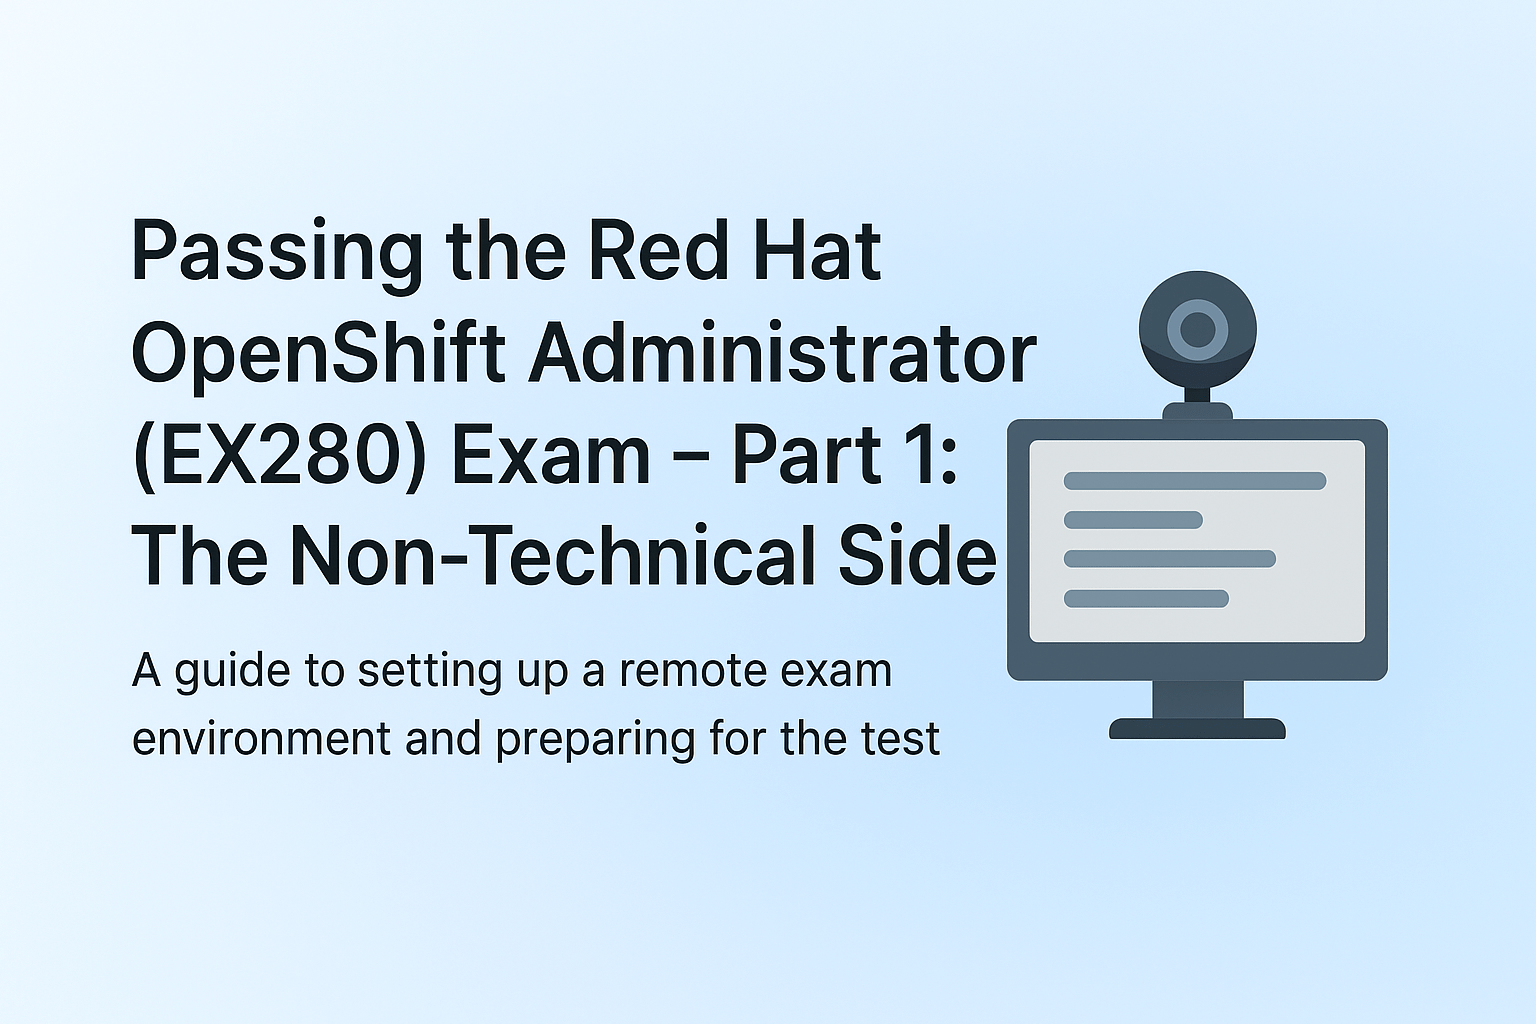 Passing the Red Hat
OpenShift Administrator
(EX280) Exam – Part 1:
The Non-Technical Side
A guide to setting up a remote exam
environment and preparing for the test